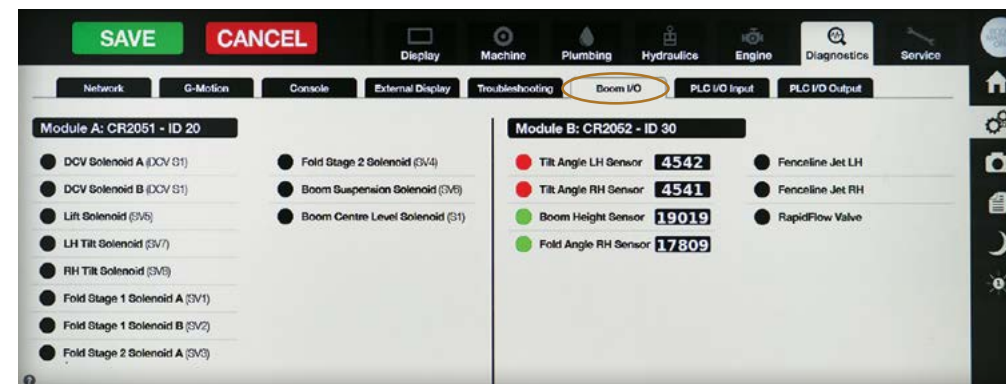 SAVE
CANCEL
Display
Machine
Plumbing
Hydraulics
Engine
Diagnostics
Service
Network
G-Motion
Console
External Display
Troubleshooting
Boom I/O
PLC I/O Input
PLC I/O Output
Module A: CR2051 - ID 20
DCV Solenoid A (DCV S1)
DCV Solenoid B (DCV S1)
Lift Solenoid (SV5)
LH Tilt Solenoid (SV7)
RH Tilt Solenoid (SV8)
Fold Stage 1 Solenoid A (SV1)
Fold Stage 1 Solenoid B (SV2)
Fold Stage 2 Solenoid A (SV3)
Fold Stage 2 Solenoid (SV4)
Boom Suspension Solenoid (SV6)
Boom Centre Level Solenoid (S1)
Module B: CR2052 - ID 30
Tilt Angle LH Sensor 4542
Tilt Angle RH Sensor 4541
Boom Height Sensor 19019
Fold Angle RH Sensor 17809
Fenceline Jet LH
Fenceline Jet RH
RapidFlow Valve